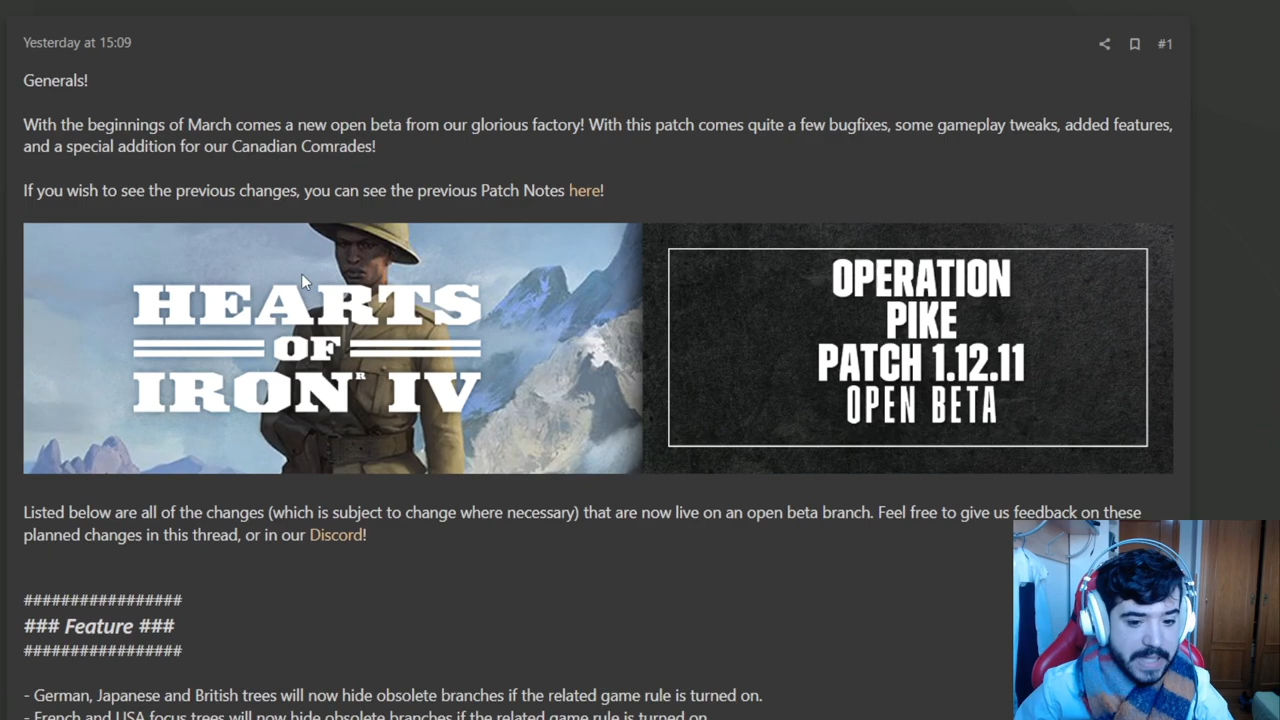 Yesterday at 15:09
#1
Generals!
With the beginnings of March comes a new open beta from our glorious factory! With this patch comes quite a few bugfixes, some gameplay tweaks, added features,
and a special addition for our Canadian Comrades!
If you wish to see the previous changes, you can see the previous Patch Notes here!
HEARTS
OF
IRON IV
OPERATION
PIKE
PATCH 1.12.11
OPEN BETA
Listed below are all of the changes (which is subject to change where necessary) that are now live on an open beta branch. Feel free to give us feedback on these
planned changes in this thread, or in our Discord!
#################
### Feature ###
#################
- German, Japanese and British trees will now hide obsolete branches if the related game rule is turned on.
- French and USA focus trees will now hide obsolete branches if the related game rule is turned on.